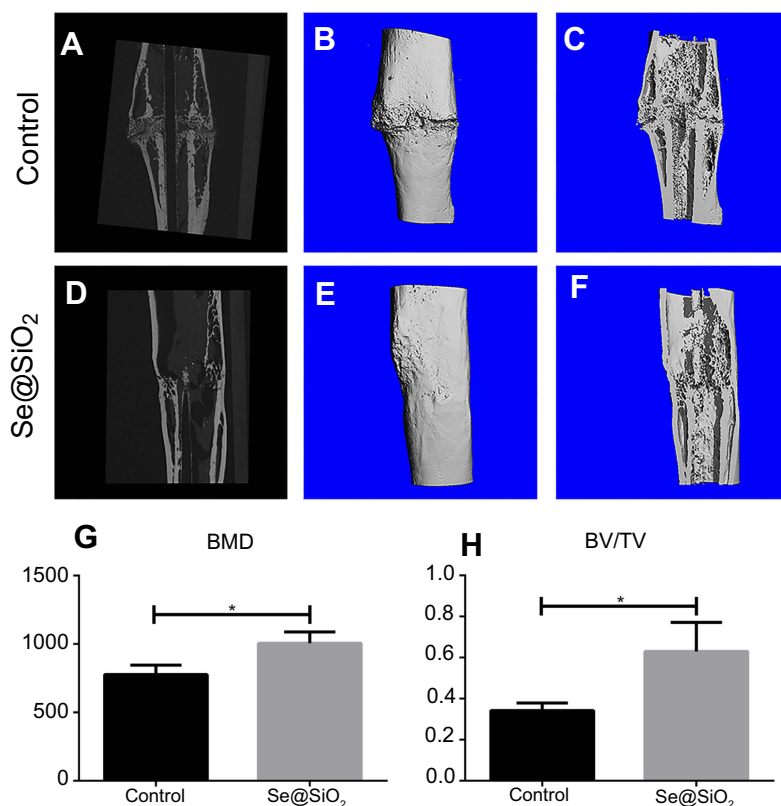 A
B
C
Control
D
E
F
Se@SiO₂
G
BMD
1500
1000
500
0
*
Control
Se@SiO₂
H
BV/TV
1.0
0.8
0.6
0.4
0.2
0.0
*
Control
Se@SiO₂